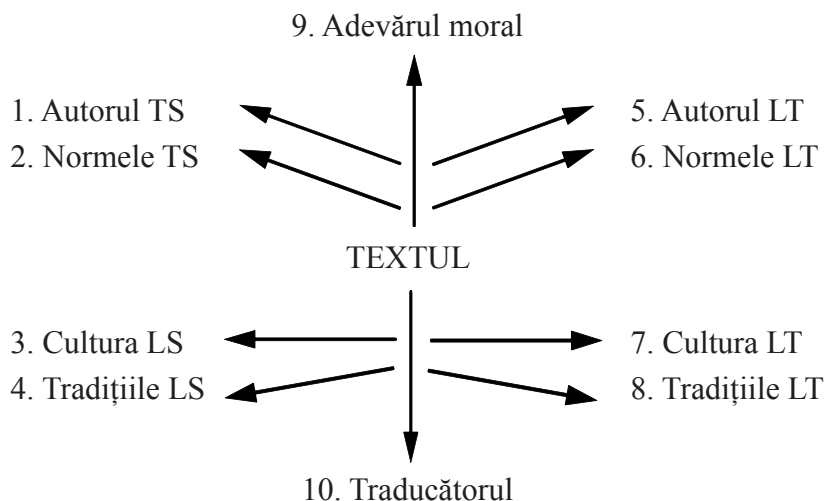 9. Adevărul moral
1. Autorul TS
5. Autorul LT
2. Normele TS
6. Normele LT
TEXTUL
3. Cultura LS
7. Cultura LT
4. Tradițiile LS
8. Tradițiile LT
10. Traducătorul